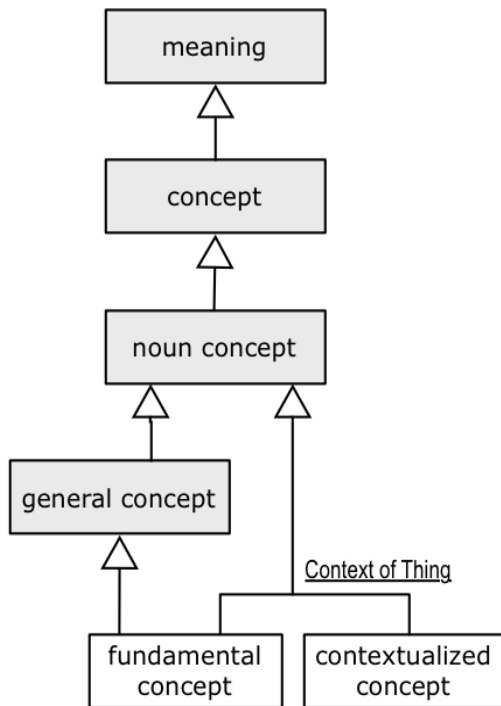 meaning
concept
noun concept
general concept
Context of Thing
fundamental
concept
contextualized
concept